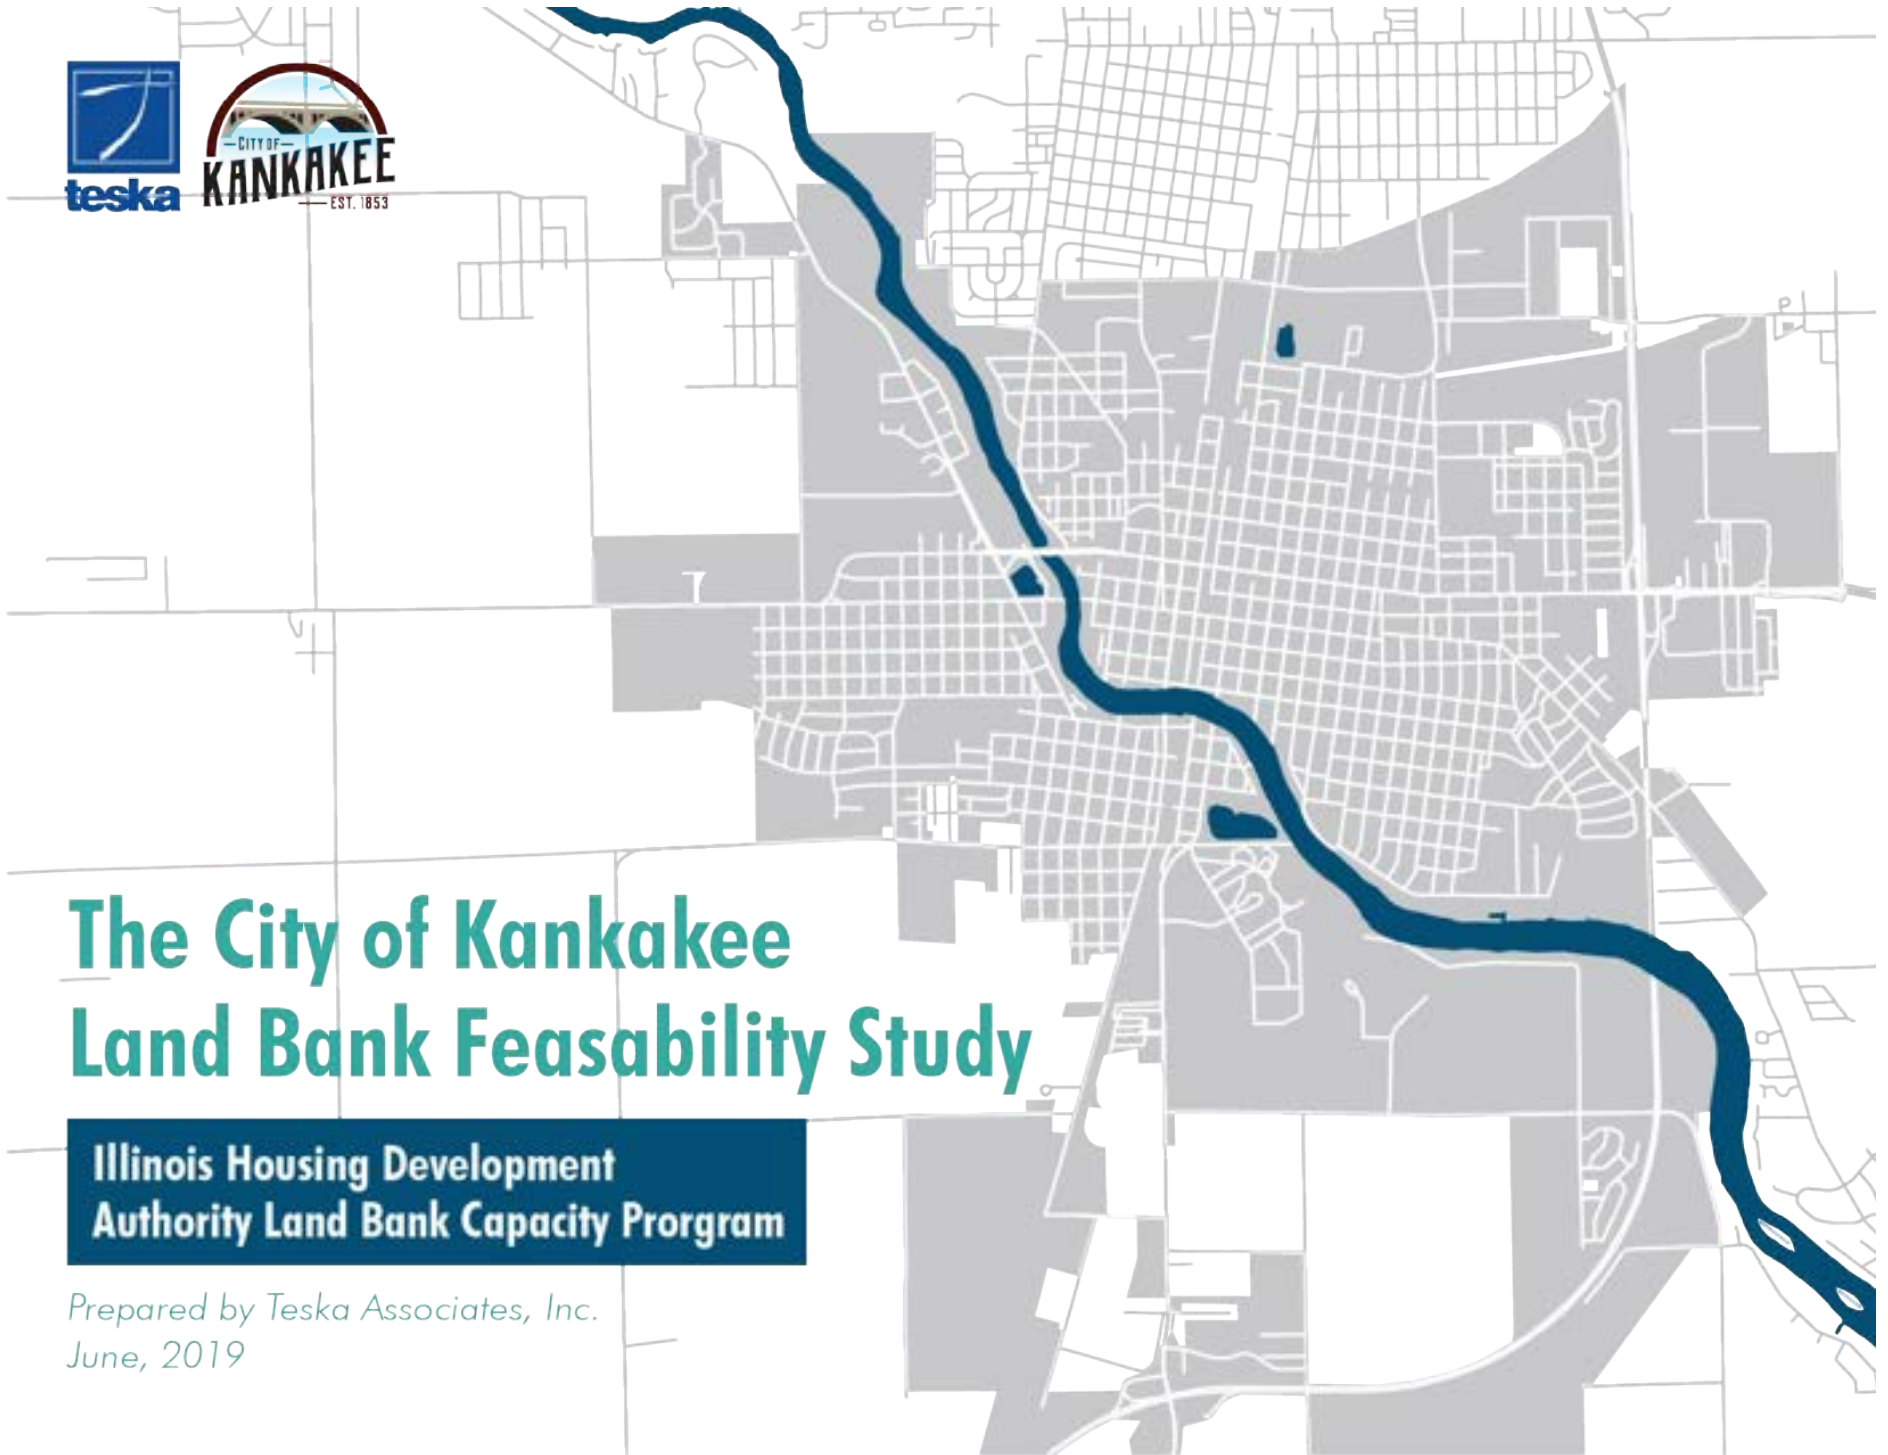 teska
CITY OF
KANKAKEE
EST. 1853
The City of Kankakee
Land Bank Feasability Study
Illinois Housing Development
Authority Land Bank Capacity Prorgram
Prepared by Teska Associates, Inc.
June, 2019